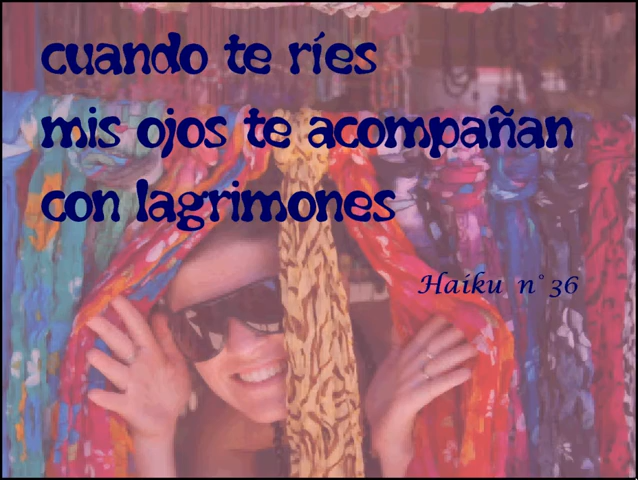 cuando te ríes
mis ojos te acompañan
con lagrimones
Haiku n° 36